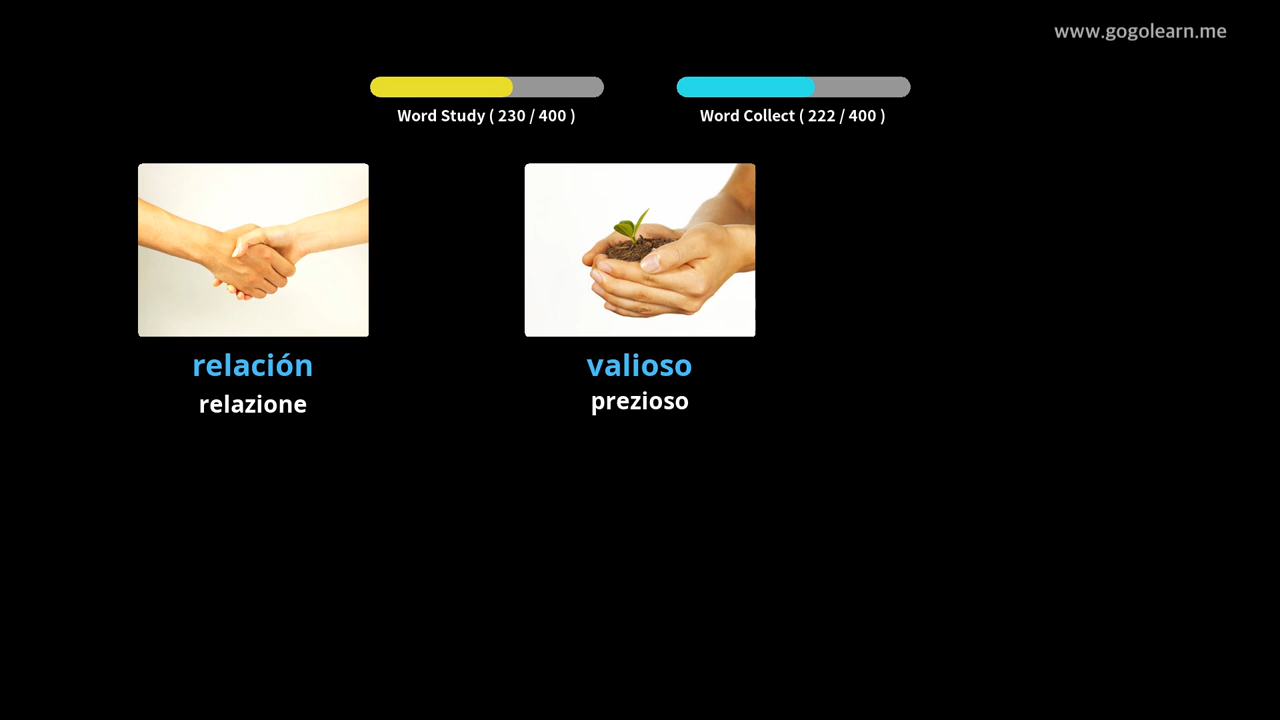 www.gogolearn.me
Word Study ( 230 / 400 )
Word Collect ( 222 / 400 )
relación
relazione
valioso
prezioso